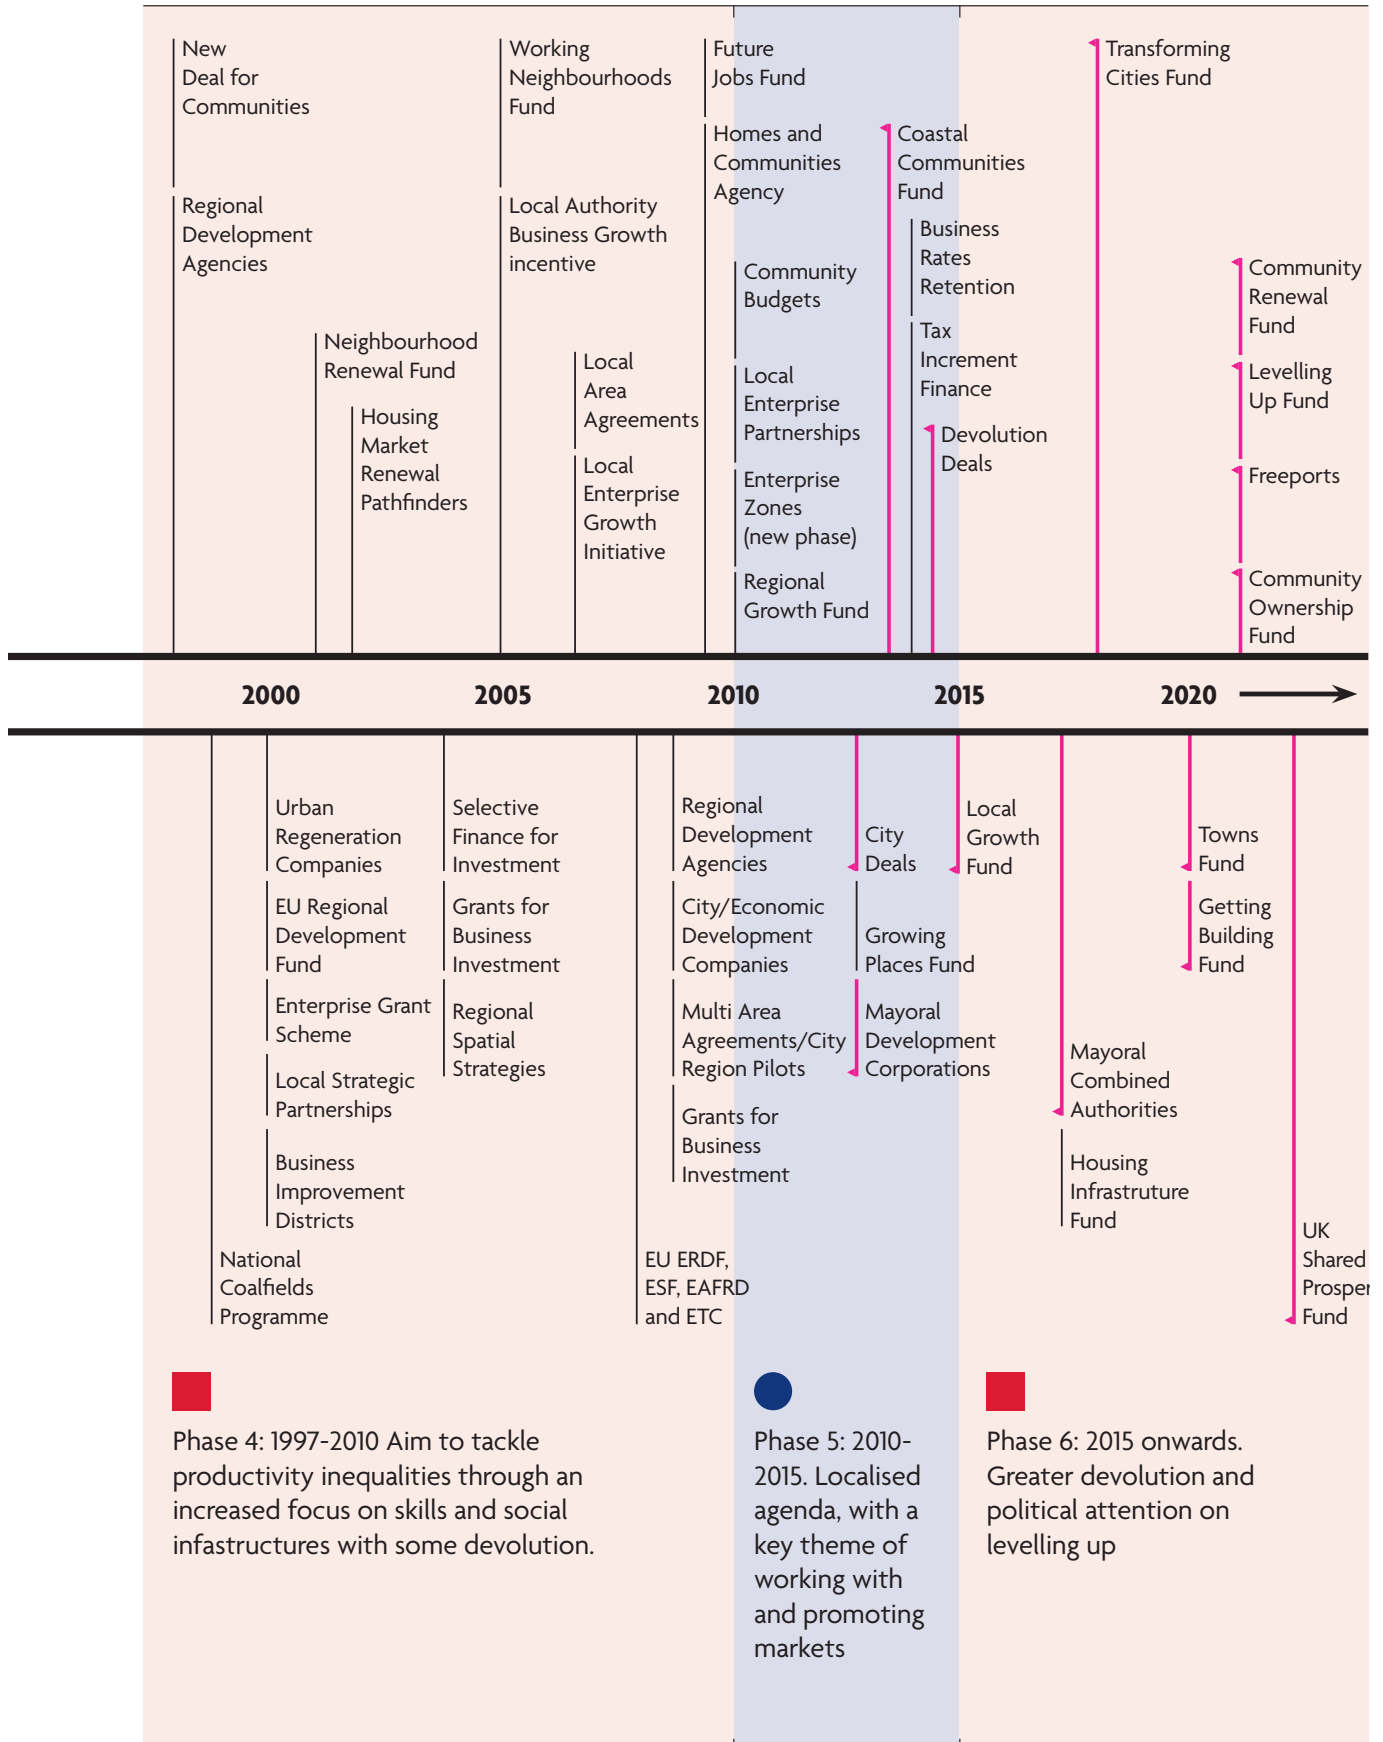 New
Deal for
Communities
Regional
Development
Agencies
Neighbourhood
Renewal Fund
Housing
Market
Renewal
Pathfinders
Working
Neighbourhoods
Fund
Local Authority
Business Growth
incentive
Local
Area
Agreements
Local
Enterprise
Growth
Initiative
Future
Jobs Fund
Homes and
Communities
Agency
Community
Budgets
Local
Enterprise
Partnerships
Enterprise
Zones
(new phase)
Regional
Growth Fund
Coastal
Communities
Fund
Business
Rates
Retention
Tax
Increment
Finance
Devolution
Deals
Transforming
Cities Fund
Community
Renewal
Fund
Levelling
Up Fund
Freeports
Community
Ownership
Fund
2000
2005
2010
2015
2020
Urban
Regeneration
Companies
EU Regional
Development
Fund
Enterprise Grant
Scheme
Local Strategic
Partnerships
Business
Improvement
Districts
National
Coalfields
Programme
Selective
Finance for
Investment
Grants for
Business
Investment
Regional
Spatial
Strategies
Regional
Development
Agencies
City/Economic
Development
Companies
Multi Area
Agreements/City
Region Pilots
Grants for
Business
Investment
EU ERDF,
ESF, EAFRD
and ETC
City
Deals
Growing
Places Fund
Mayoral
Development
Corporations
Local
Growth
Fund
Mayoral
Combined
Authorities
Housing
Infrastruture
Fund
Towns
Fund
Getting
Building
Fund
UK
Shared
Prosper
Fund
Phase 4: 1997-2010 Aim to tackle
productivity inequalities through an
increased focus on skills and social
infastructures with some devolution.
Phase 5: 2010-
2015. Localised
agenda, with a
key theme of
working with
and promoting
markets
Phase 6: 2015 onwards.
Greater devolution and
political attention on
levelling up